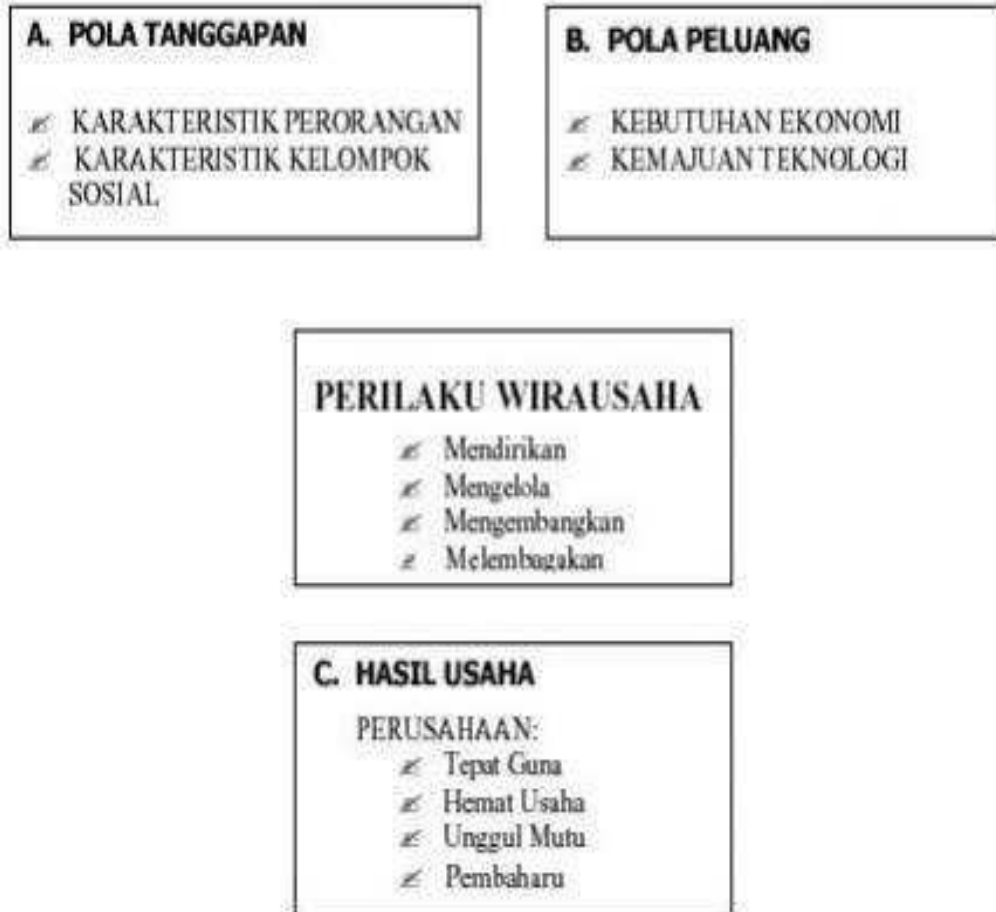 A. POLA TANGGAPAN
KARAKTERISTIK PERORANGAN
KARAKTERISTIK KELOMPOK
SOSIAL
B. POLA PELUANG
KEBUTUHAN EKONOMI
KEMAJUAN TEKNOLOGI
PERILAKU WIRAUSAHA
Mendirikan
Mengelola
Mengembangkan
Melembagakan
C. HASIL USAHA
PERUSAHAAN:
Tepat Guna
Hemat Usaha
Unggul Mutu
Pembaharu